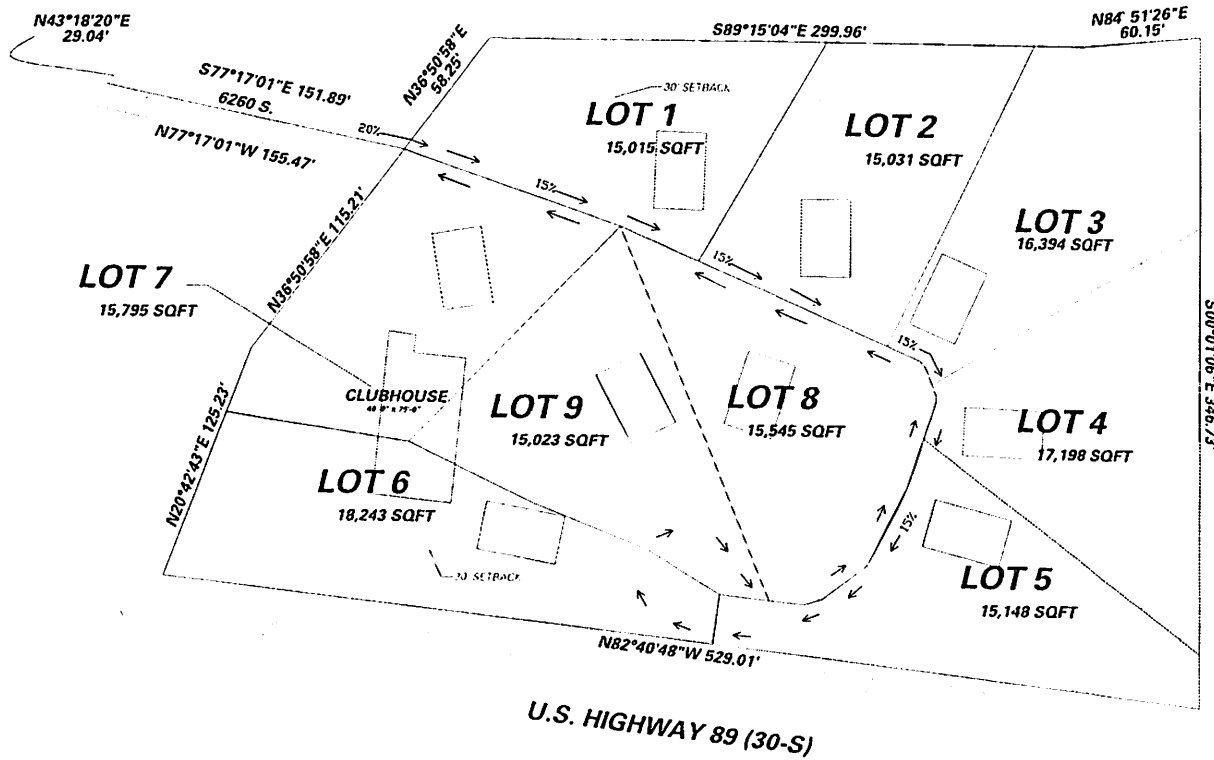 N43°18'20"E
29.04'
S89°15'04"E 299.96'
N84°51'26"E
60.15'
S77°17'01"E 151.89'
6260 S.
N77°17'01"W 155.47'
N36°50'58"E
58.25'
20%
30' SETBACK
LOT 1
15,015 SQFT
15%
LOT 2
15,031 SQFT
LOT 3
16,394 SQFT
15%
15%
N36°50'58"E 115.21'
LOT 7
15,795 SQFT
CLUBHOUSE
LOT 9
15,023 SQFT
LOT 8
15,545 SQFT
LOT 4
17,198 SQFT
346.73'
N20°42'43"E 125.23'
LOT 6
18,243 SQFT
30' SETBACK
15%
LOT 5
15,148 SQFT
N82°40'48"W 529.01'
U.S. HIGHWAY 89 (30-S)